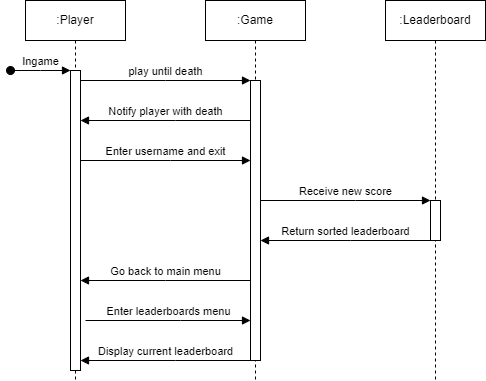 :Player
:Game
:Leaderboard
Ingame
play until death
Notify player with death
Enter username and exit
Receive new score
Return sorted leaderboard
Go back to main menu
Enter leaderboards menu
Display current leaderboard